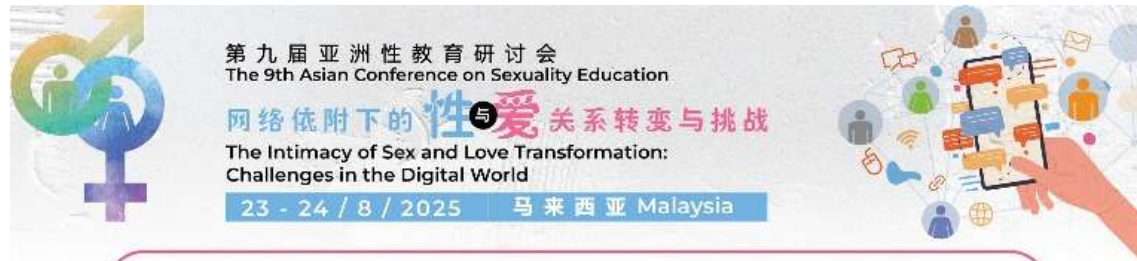 第九届亚洲性教育研讨会
The 9th Asian Conference on Sexuality Education
网络依附下的性与爱关系转变与挑战
The Intimacy of Sex and Love Transformation:
Challenges in the Digital World
23 - 24 / 8 / 2025 马来西亚 Malaysia